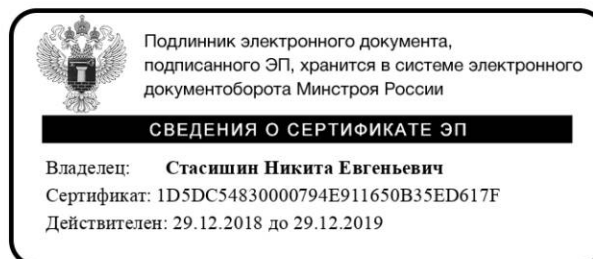 Подлинник электронного документа,
подписанного ЭП, хранится в системе электронного
документоборота Минстроя России
СВЕДЕНИЯ О СЕРТИФИКАТЕ ЭП
Владелец: Стасишин Никита Евгеньевич
Сертификат: 1D5DC54830000794E911650B35ED617F
Действителен: 29.12.2018 до 29.12.2019